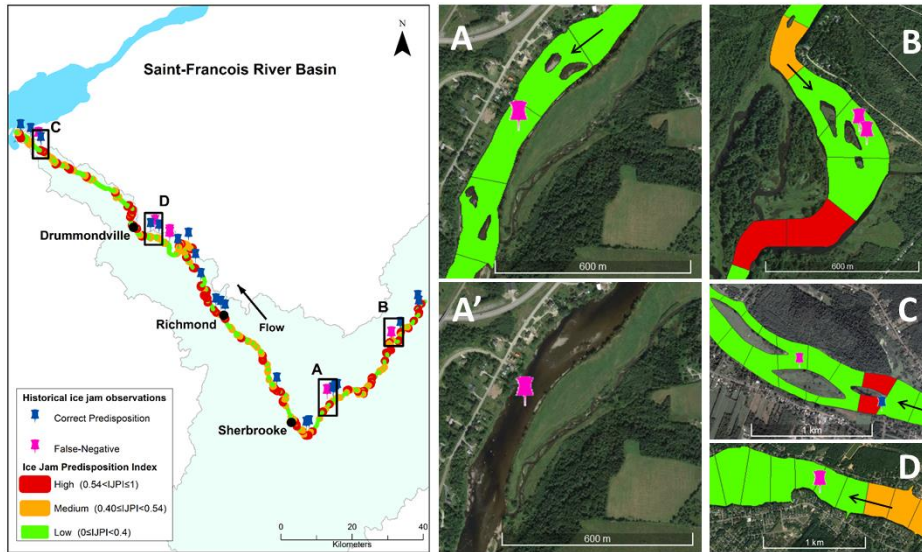 Saint-Francois River Basin
N
C
D
Drummondville
Richmond
Flow
B
A
Sherbrooke
Historical ice jam observations
Correct Predisposition
False-Negative
Ice Jam Predisposition Index
High (0.54<IJPI≤1)
Medium (0.40≤IJPI<0.54)
Low (0≤IJPI<0.4)
0 10 20 40
Kilometers
A
600 m
B
600 m
A'
600 m
C
1 km
D
1 km